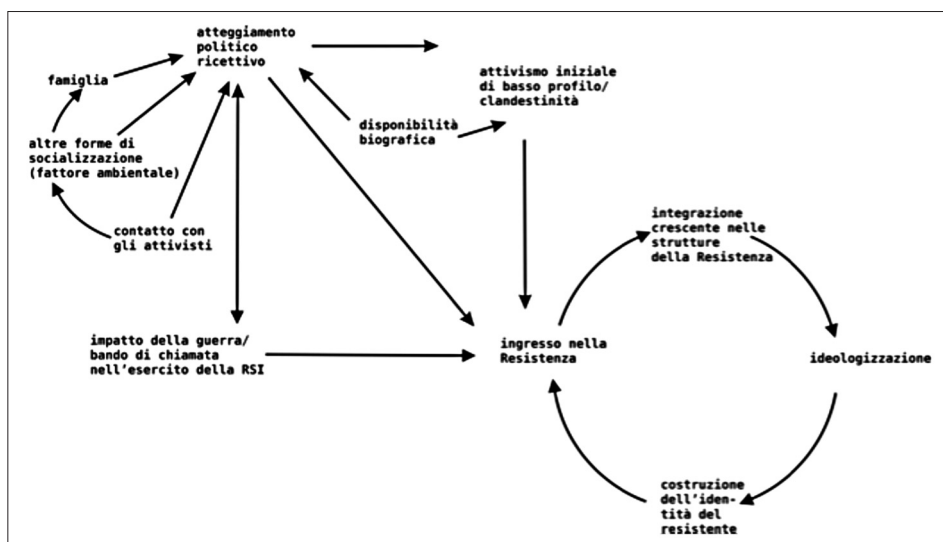 atteggiamento
politico
ricettivo
famiglia
attivismo iniziale
di basso profilo/
clandestinità
disponibilità
biografica
altre forme di
socializzazione
(fattore ambientale)
contatto con
gli attivisti
integrazione
crescente nelle
strutture
della Resistenza
impatto della guerra/
bando di chiamata
nell'esercito della RSI
ingresso nella
Resistenza
ideologizzazione
costruzione
dell'iden-
tità del
resistente